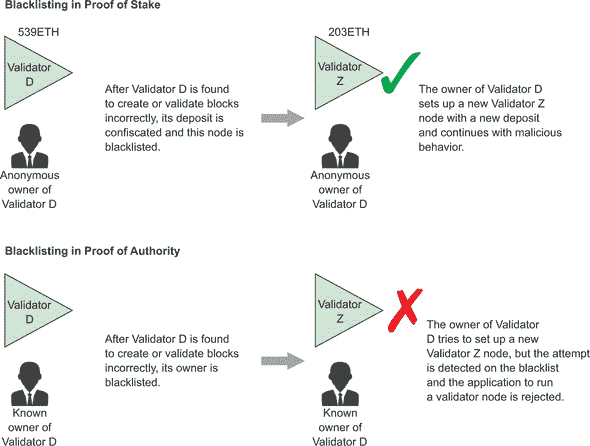 Blacklisting in Proof of Stake
539ETH
Validator
D
Anonymous
owner of
Validator D
After Validator D is found
to create or validate blocks
incorrectly, its deposit is
confiscated and this node is
blacklisted.
203ETH
Validator
Z
Anonymous
owner of
Validator D
The owner of Validator D
sets up a new Validator Z
node with a new deposit
and continues with malicious
behavior.
Blacklisting in Proof of Authority
Validator
D
Known
owner of
Validator D
After Validator D is found
to create or validate blocks
incorrectly, its owner is
blacklisted.
Validator
Z
Known
owner of
Validator D
The owner of Validator
D tries to set up a new
Validator Z node, but the attempt
is detected on the blacklist
and the application to run
a validator node is rejected.